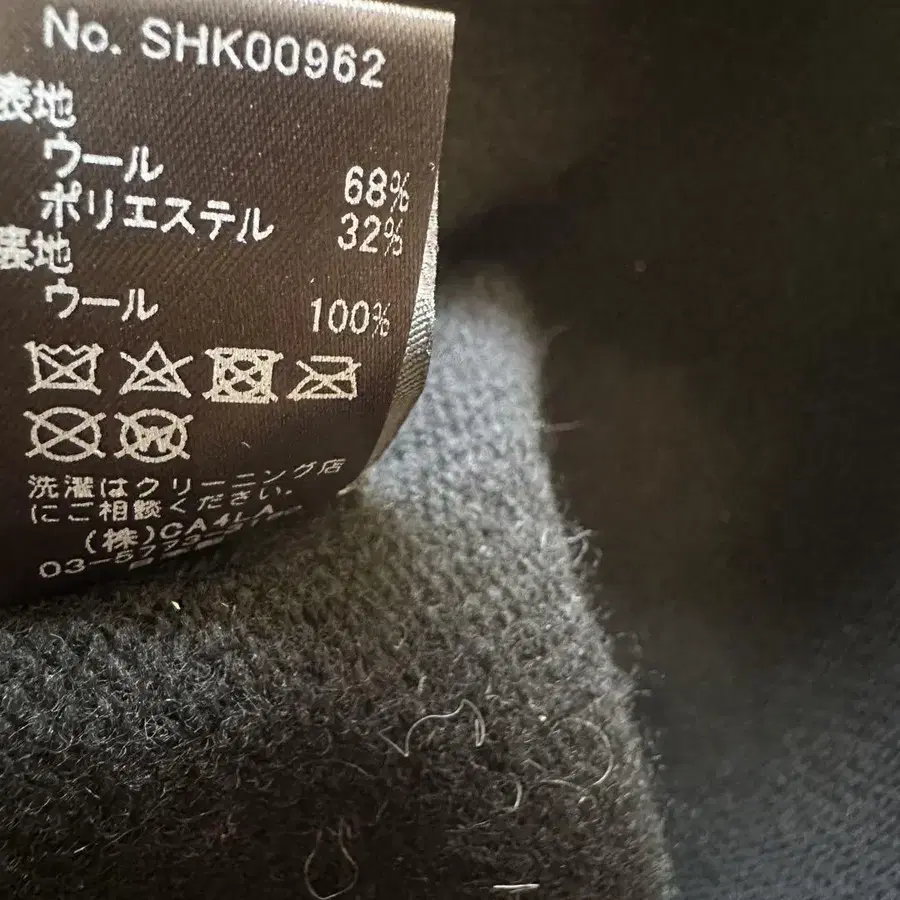 No. SHK00962
表地
ウール 68%
ポリエステル 32%
裏地
ウール 100%
洗濯はクリーニング店
にご相談ください。
(株)CA4LA
03-5773-